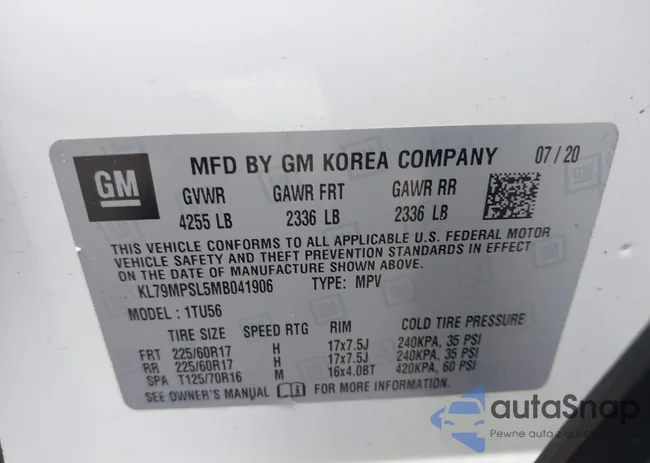 GM
MFD BY GM KOREA COMPANY 07/20
GVWR GAWR FRT GAWR RR
4255 LB 2336 LB 2336 LB
THIS VEHICLE CONFORMS TO ALL APPLICABLE U.S. FEDERAL MOTOR
VEHICLE SAFETY AND THEFT PREVENTION STANDARDS IN EFFECT
ON THE DATE OF MANUFACTURE SHOWN ABOVE.
KL79MPSL5MB041906 TYPE: MPV
MODEL: 1TU56
TIRE SIZE SPEED RTG RIM COLD TIRE PRESSURE
FRT 225/60R17 H 17x7.5J 240KPA, 35 PSI
RR 225/60R17 H 17x7.5J 240KPA, 35 PSI
SPA T125/70R16 M 16x4.0BT 420KPA, 60 PSI
SEE OWNER'S MANUAL FOR MORE INFORMATION
autoSnap
Pewne auto z aukcji